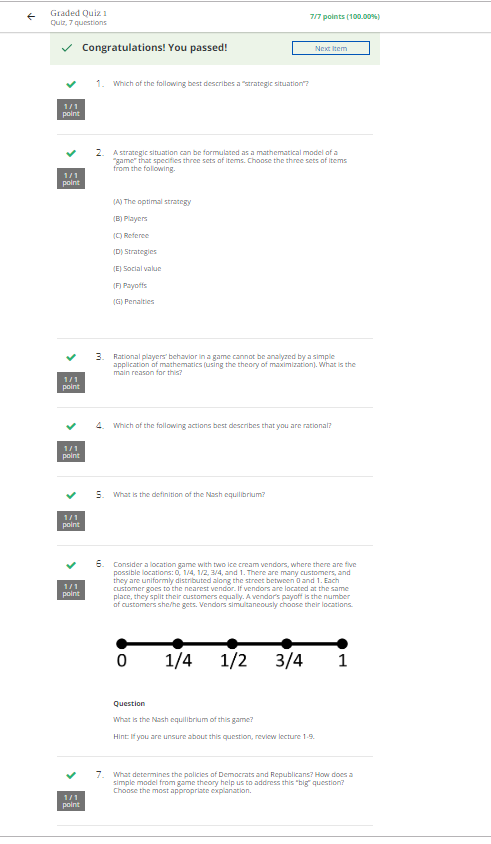 Graded Quiz 1
Quiz, 7 questions
7/7 points (100.00%)
Congratulations! You passed!
Next Item
1.
Which of the following best describes a "strategic situation"?
1 / 1
point
2.
A strategic situation can be formulated as a mathematical model of a
"game" that specifies three sets of items. Choose the three sets of items
from the following.
1 / 1
point
(A) The optimal strategy
(B) Players
(C) Referee
(D) Strategies
(E) Social value
(F) Payoffs
(G) Penalties
3.
Rational players' behavior in a game cannot be analyzed by a simple
application of mathematics (using the theory of maximization). What is the
main reason for this?
1 / 1
point
4.
Which of the following actions best describes that you are rational?
1 / 1
point
5.
What is the definition of the Nash equilibrium?
1 / 1
point
6.
Consider a location game with two ice cream vendors, where there are five
possible locations: 0, 1/4, 1/2, 3/4, and 1. There are many customers, and
they are uniformly distributed along the street between 0 and 1. Each
customer goes to the nearest vendor. If vendors are located at the same
place, they split their customers equally. A vendor's payoff is the number
of customers she/he gets. Vendors simultaneously choose their locations.
1 / 1
point
0 1/4 1/2 3/4 1
Question
What is the Nash equilibrium of this game?
Hint: If you are unsure about this question, review lecture 1-9.
7.
What determines the policies of Democrats and Republicans? How does a
simple model from game theory help us to address this "big" question?
Choose the most appropriate explanation.
1 / 1
point